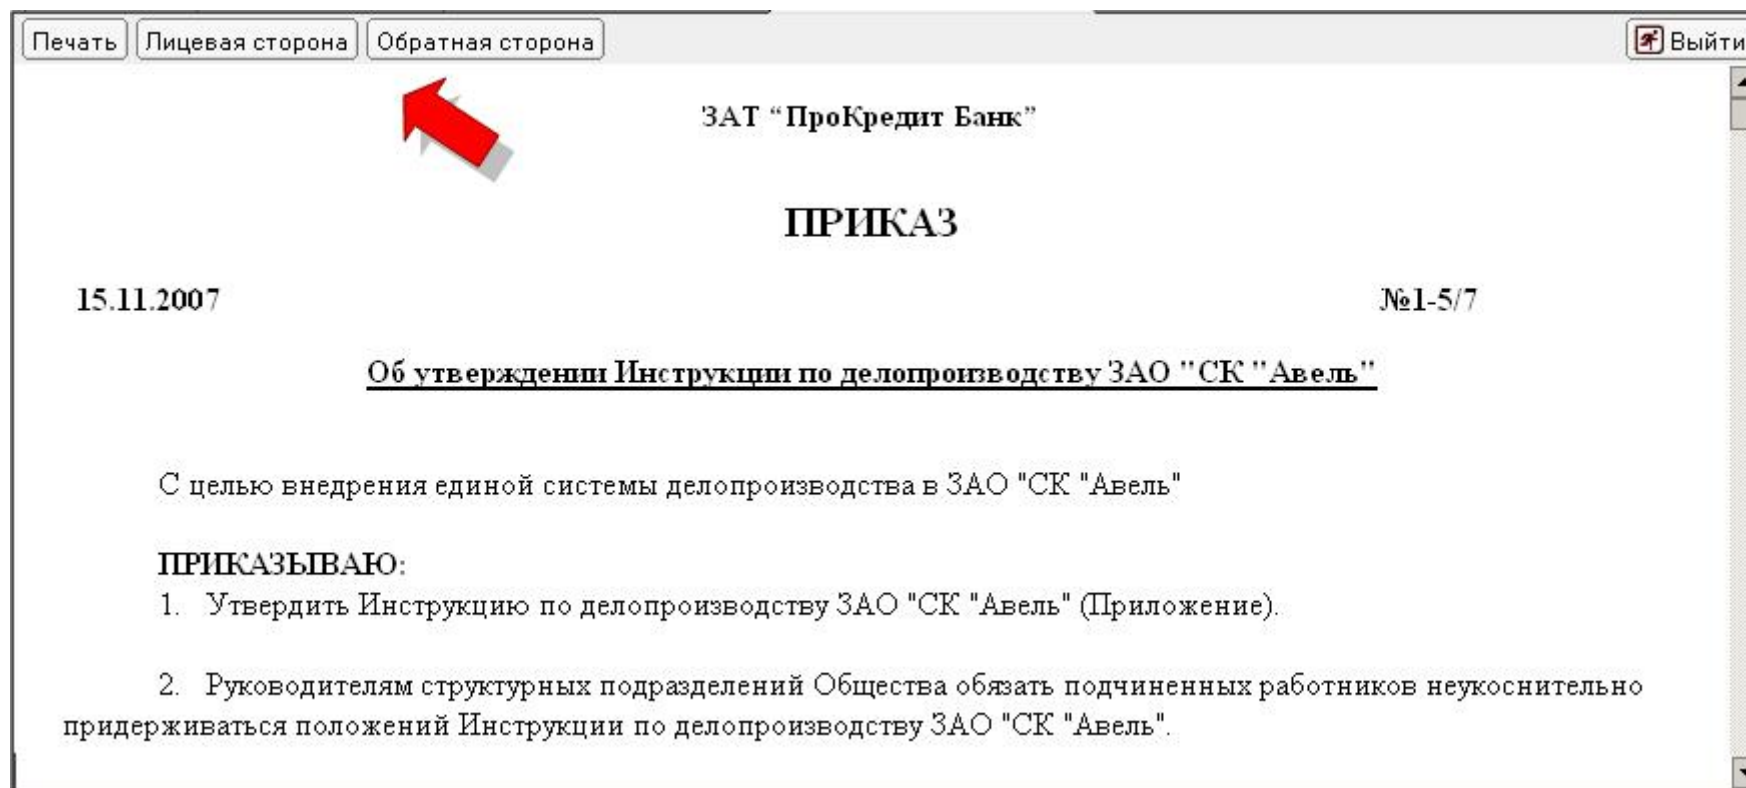 Печать Лицевая сторона Обратная сторона Выйти
ЗАТ “ПроКредит Банк”
ПРИКАЗ
15.11.2007 №1-5/7
Об утверждении Инструкции по делопроизводству ЗАО "СК "Авель"
С целью внедрения единой системы делопроизводства в ЗАО "СК "Авель"
ПРИКАЗЫВАЮ:
1. Утвердить Инструкцию по делопроизводству ЗАО "СК "Авель" (Приложение).
2. Руководителям структурных подразделений Общества обязать подчиненных работников неукоснительно
придерживаться положений Инструкции по делопроизводству ЗАО "СК "Авель".